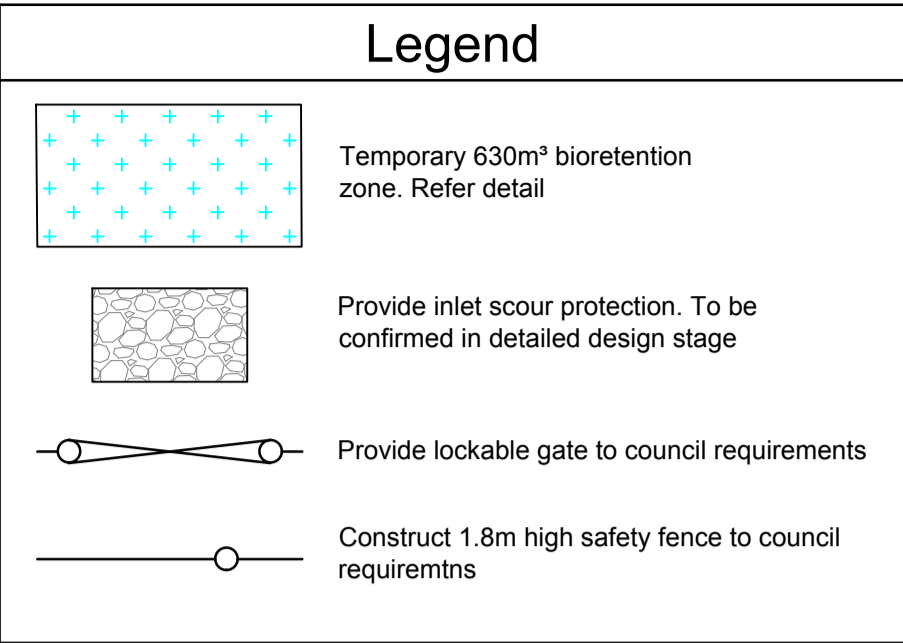 Legend
Temporary 630m³ bioretention
zone. Refer detail
Provide inlet scour protection. To be
confirmed in detailed design stage
Provide lockable gate to council requirements
Construct 1.8m high safety fence to council
requiremtns